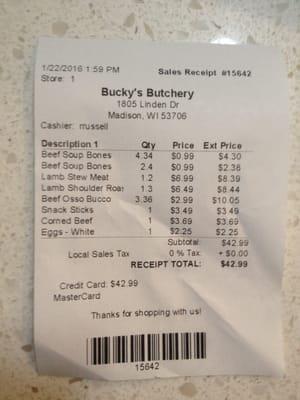 1/22/2016 1:59 PM Sales Receipt #15642
Store: 1
Bucky's Butchery
1805 Linden Dr
Madison, WI 53706
Cashier: russell
Description 1 Qty Price Ext Price
Beef Soup Bones 4.34 $0.99 $4.30
Beef Soup Bones 2.4 $0.99 $2.38
Lamb Stew Meat 1.2 $6.99 $8.39
Lamb Shoulder Roas 1.3 $6.49 $8.44
Beef Osso Bucco 3.36 $2.99 $10.05
Snack Sticks 1 $3.49 $3.49
Corned Beef 1 $3.69 $3.69
Eggs - White 1 $2.25 $2.25
Subtotal: $42.99
Local Sales Tax 0 % Tax: + $0.00
RECEIPT TOTAL: $42.99
Credit Card: $42.99
MasterCard
Thanks for shopping with us!
15642